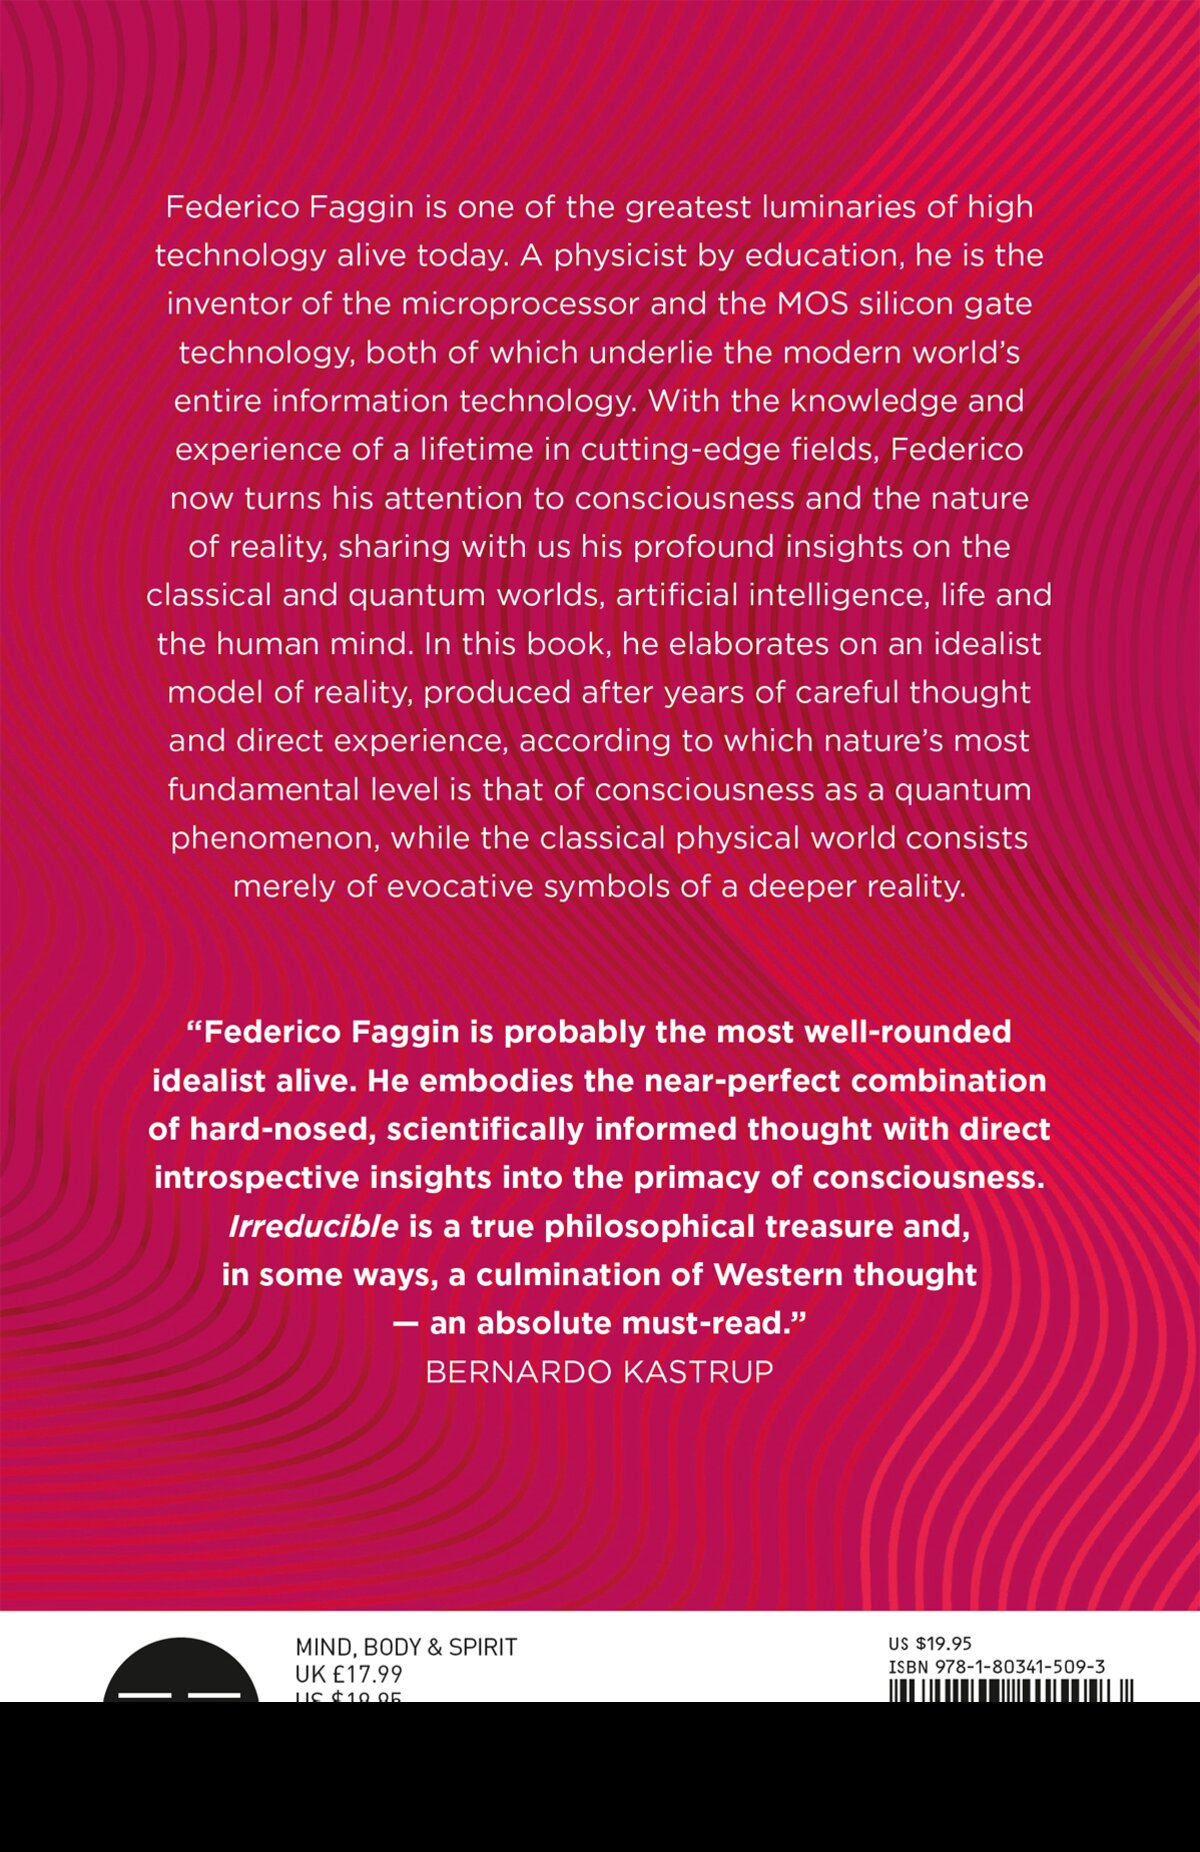 Federico Faggin is one of the greatest luminaries of high
technology alive today. A physicist by education, he is the
inventor of the microprocessor and the MOS silicon gate
technology, both of which underlie the modern world’s
entire information technology. With the knowledge and
experience of a lifetime in cutting-edge fields, Federico
now turns his attention to consciousness and the nature
of reality, sharing with us his profound insights on the
classical and quantum worlds, artificial intelligence, life and
the human mind. In this book, he elaborates on an idealist
model of reality, produced after years of careful thought
and direct experience, according to which nature’s most
fundamental level is that of consciousness as a quantum
phenomenon, while the classical physical world consists
merely of evocative symbols of a deeper reality.
“Federico Faggin is probably the most well-rounded
idealist alive. He embodies the near-perfect combination
of hard-nosed, scientifically informed thought with direct
introspective insights into the primacy of consciousness.
Irreducible is a true philosophical treasure and,
in some ways, a culmination of Western thought
— an absolute must-read.”
BERNARDO KASTRUP
MIND, BODY & SPIRIT
UK £17.99
US $19.95
US $19.95
ISBN 978-1-80341-509-3